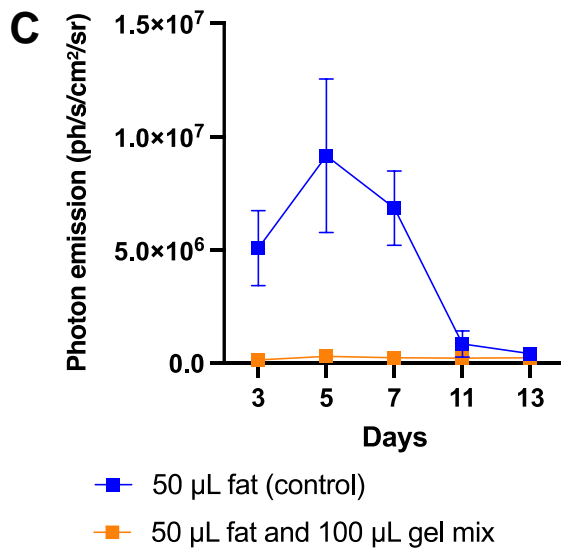 C
Photon emission (ph/s/cm²/sr)
1.5×10⁷
1.0×10⁷
5.0×10⁶
0.0
3 5 7 11 13
Days
50 µL fat (control)
50 µL fat and 100 µL gel mix